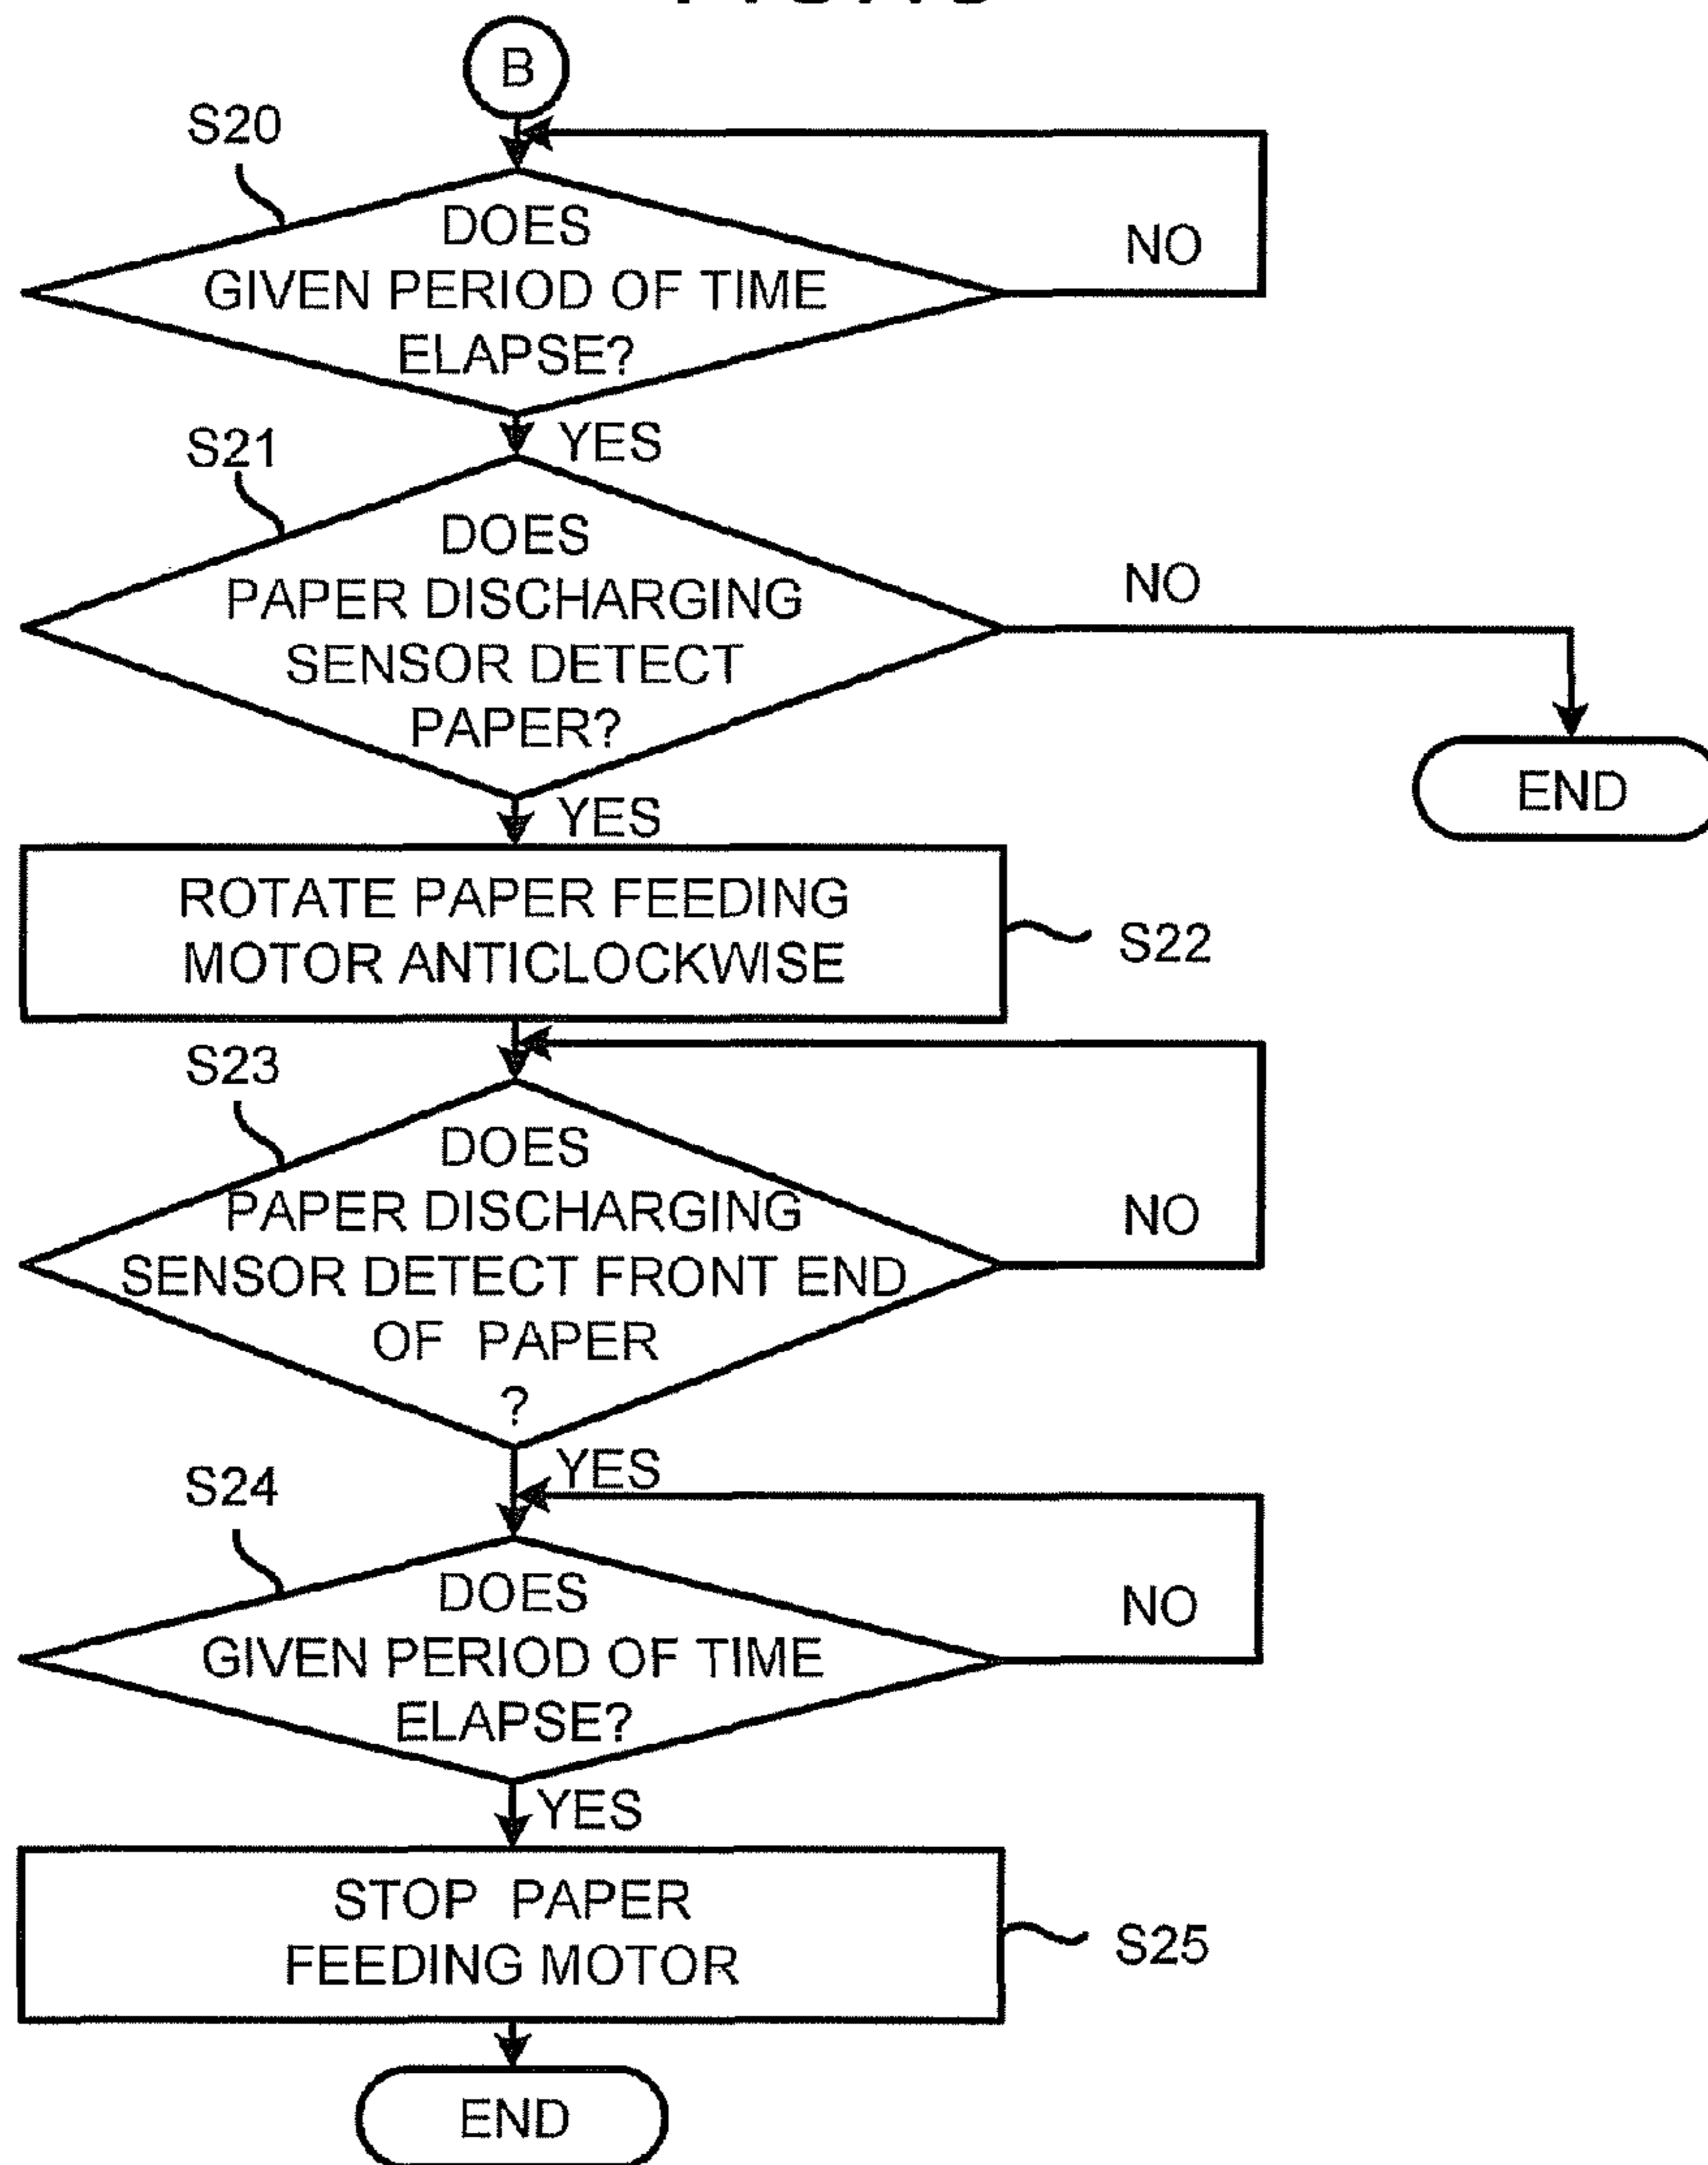 B
S20
DOES
GIVEN PERIOD OF TIME
ELAPSE?
NO
YES
S21
DOES
PAPER DISCHARGING
SENSOR DETECT
PAPER?
NO
END
YES
ROTATE PAPER FEEDING
MOTOR ANTICLOCKWISE
S22
S23
DOES
PAPER DISCHARGING
SENSOR DETECT FRONT END
OF PAPER
?
NO
YES
S24
DOES
GIVEN PERIOD OF TIME
ELAPSE?
NO
YES
STOP PAPER
FEEDING MOTOR
S25
END